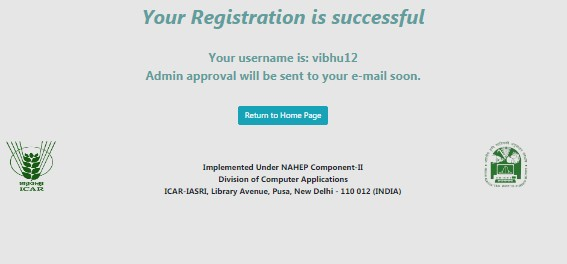 Your Registration is successful
Your username is: vibhu12
Admin approval will be sent to your e-mail soon.
Return to Home Page
ICAR
Implemented Under NAHEP Component-II
Division of Computer Applications
ICAR-IASRI, Library Avenue, Pusa, New Delhi - 110 012 (INDIA)